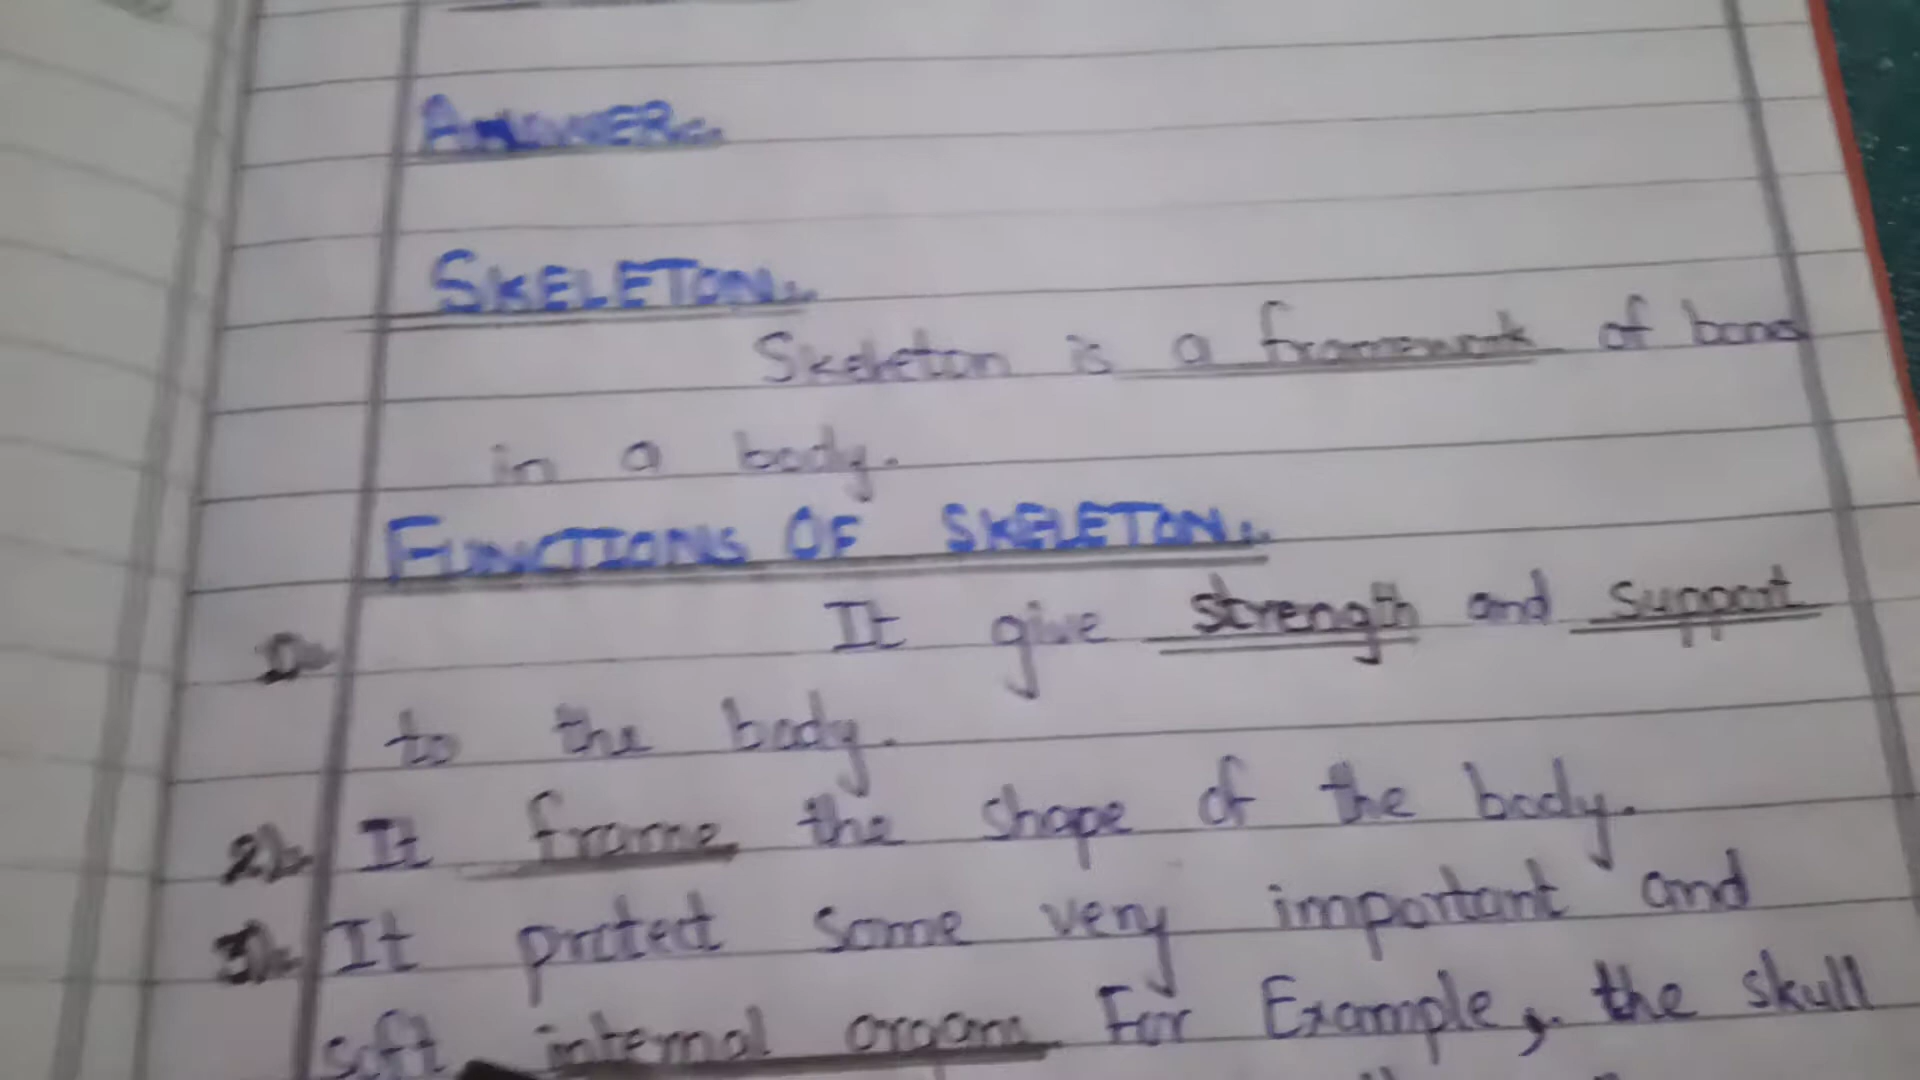 ANSWER:-
SKELETON:-
Skeleton is a framework of bones
in a body.
FUNCTIONS OF SKELETON:-
1)- It give strength and support
to the body.
2)- It frame the shape of the body.
3)- It protect some very important and
soft internal organs For Example, the skull